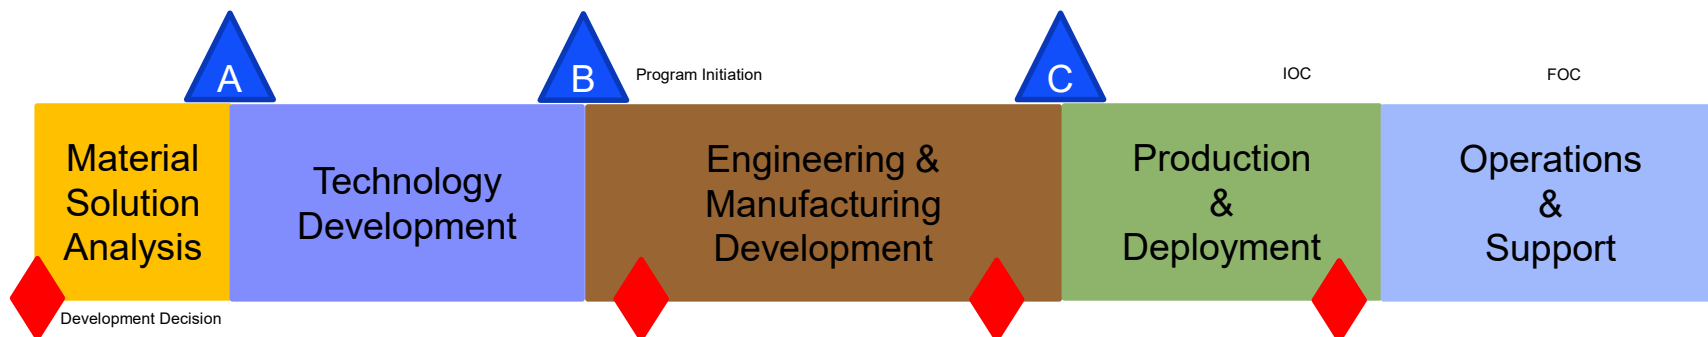 A
B
Program Initiation
C
IOC
FOC
Material
Solution
Analysis
Technology
Development
Engineering &
Manufacturing
Development
Production
&
Deployment
Operations
&
Support
Development Decision